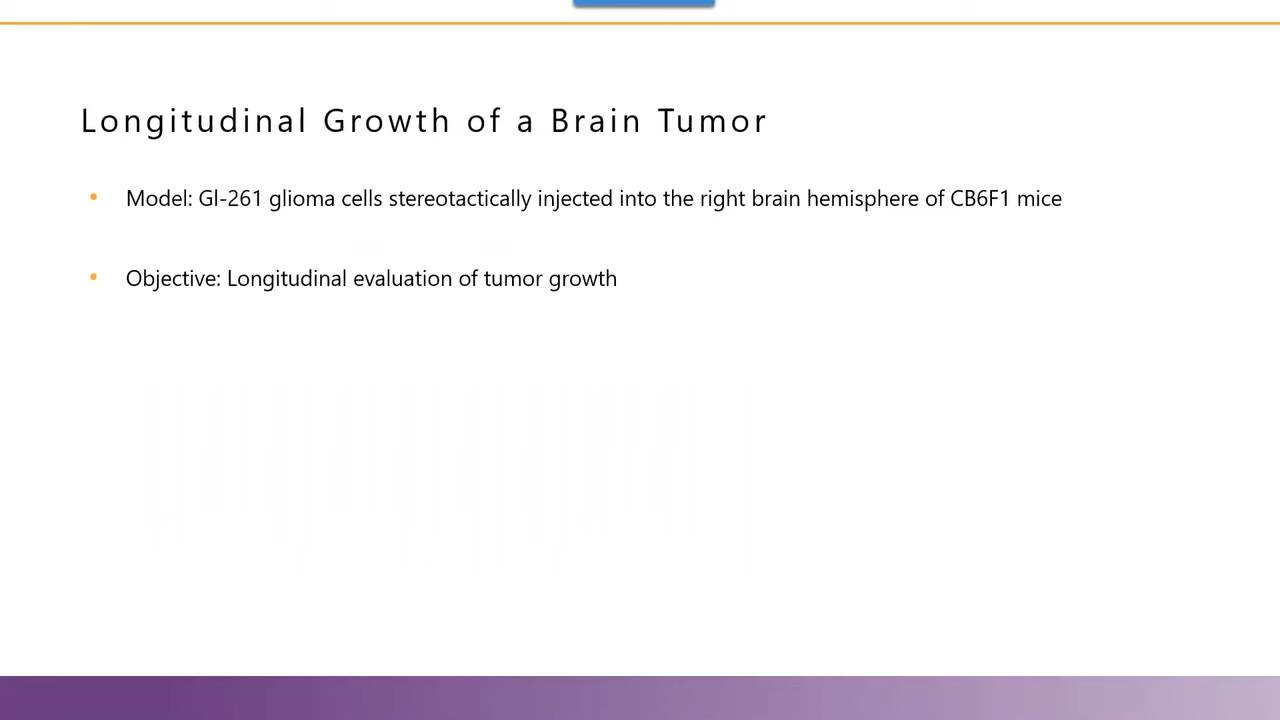 Longitudinal Growth of a Brain Tumor
• Model: Gl-261 glioma cells stereotactically injected into the right brain hemisphere of CB6F1 mice
• Objective: Longitudinal evaluation of tumor growth